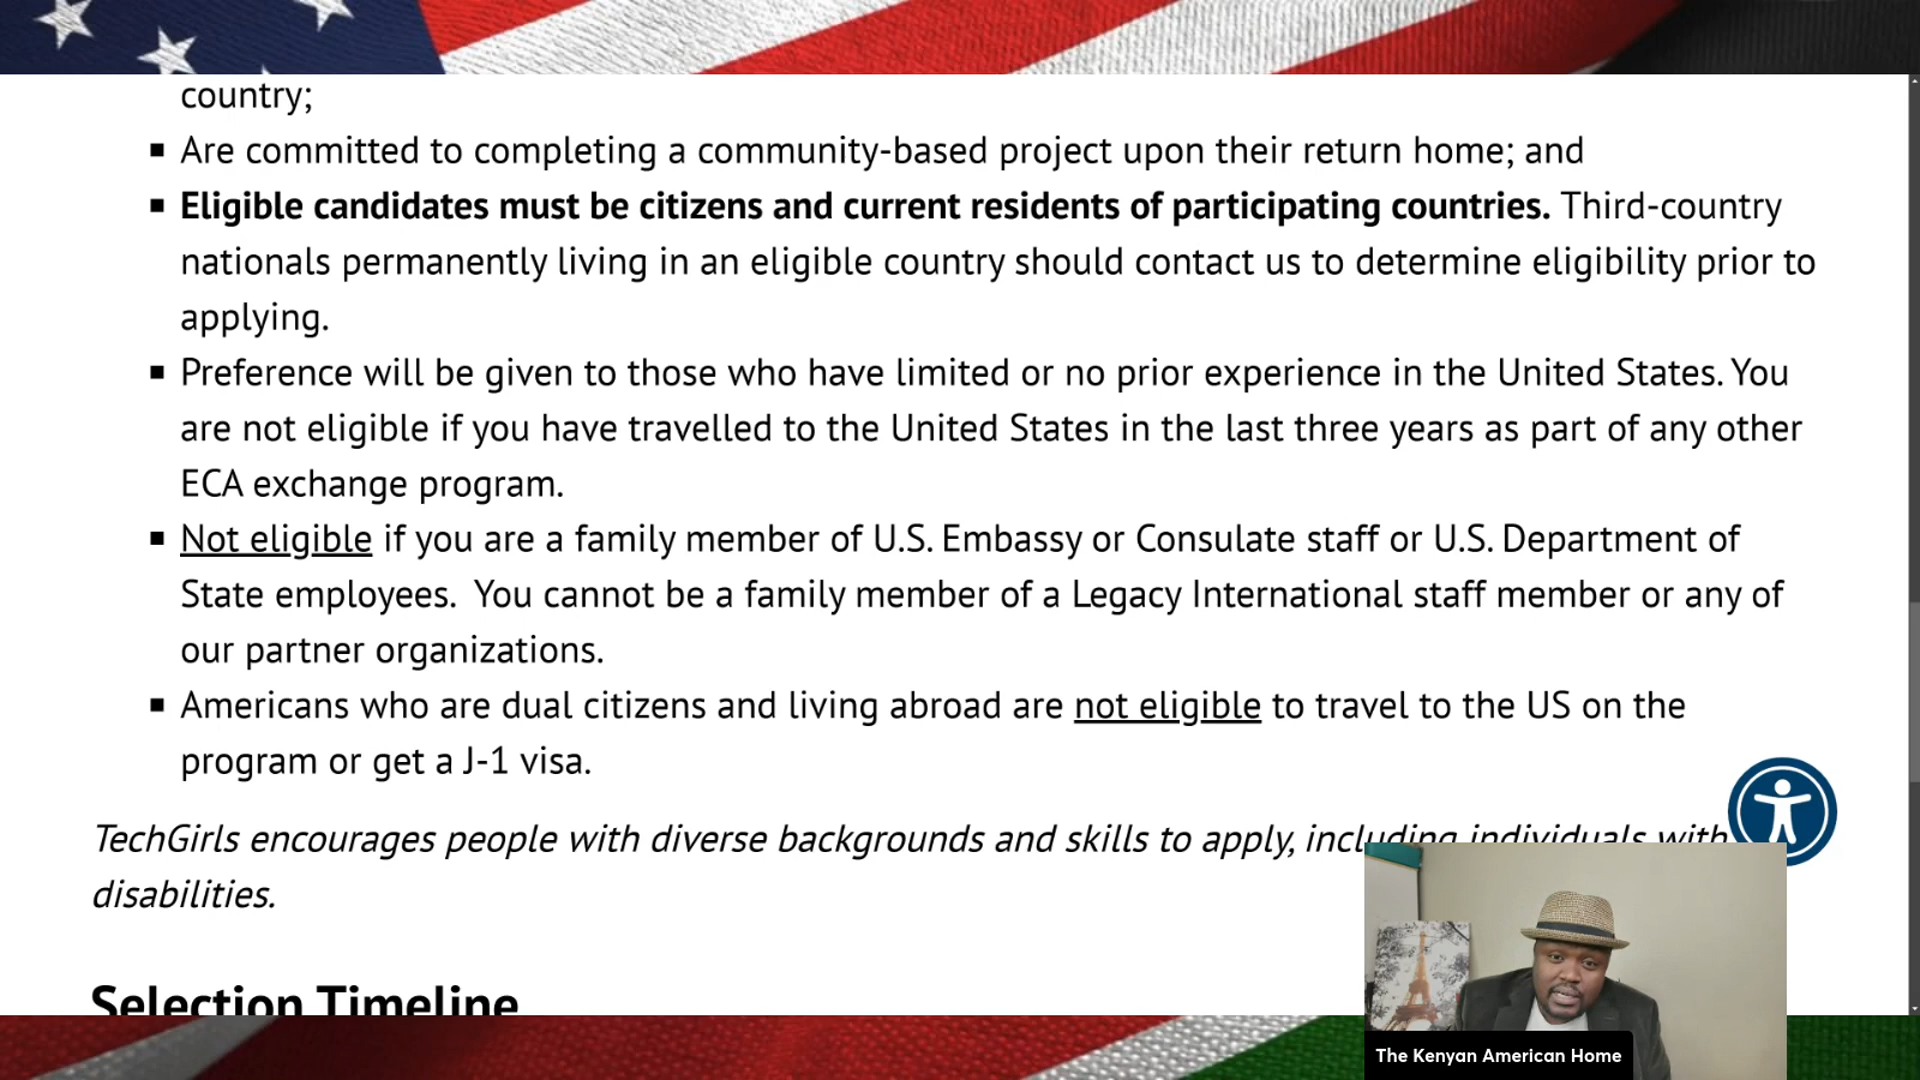 country;
▪ Are committed to completing a community-based project upon their return home; and
▪ Eligible candidates must be citizens and current residents of participating countries. Third-country
nationals permanently living in an eligible country should contact us to determine eligibility prior to
applying.
▪ Preference will be given to those who have limited or no prior experience in the United States. You
are not eligible if you have travelled to the United States in the last three years as part of any other
ECA exchange program.
▪ Not eligible if you are a family member of U.S. Embassy or Consulate staff or U.S. Department of
State employees.  You cannot be a family member of a Legacy International staff member or any of
our partner organizations.
▪ Americans who are dual citizens and living abroad are not eligible to travel to the US on the
program or get a J-1 visa.
TechGirls encourages people with diverse backgrounds and skills to apply, including individuals with
disabilities.
Selection Timeline
The Kenyan American Home